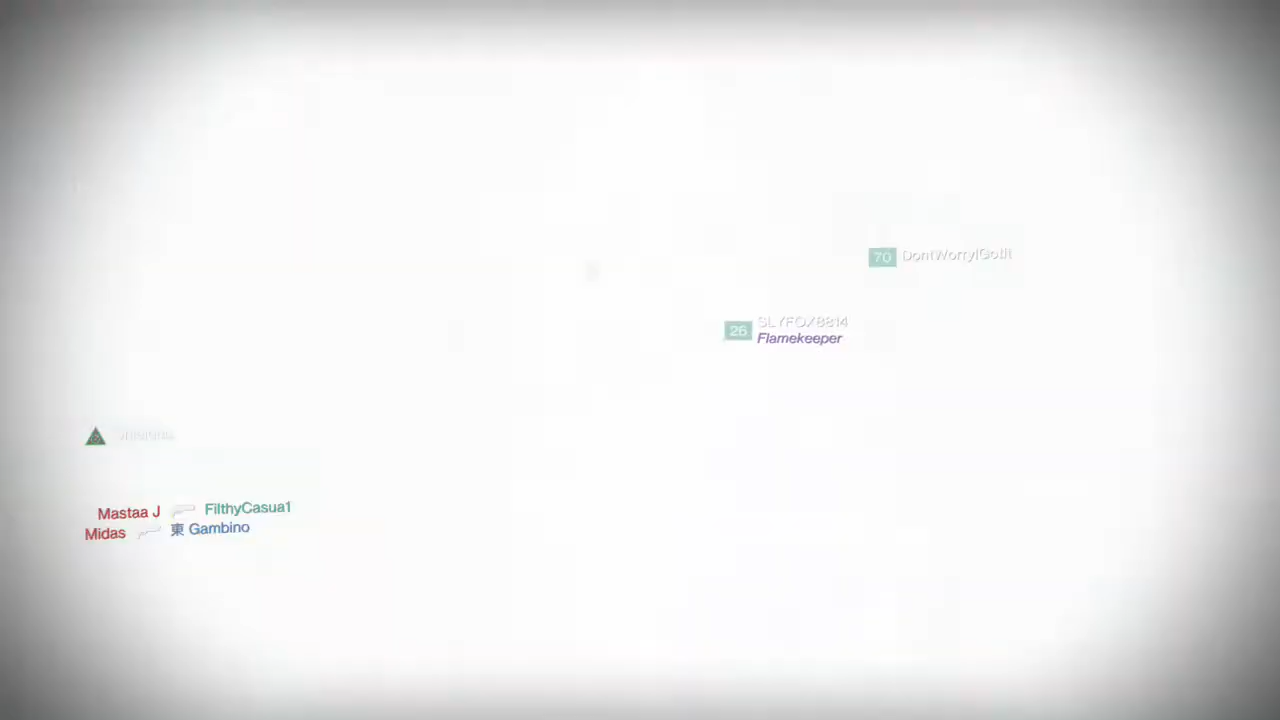 70 DontWorryIGotIt
26 SLYFOX8814
Flamekeeper
Mastaa J FilthyCasua1
Midas 東 Gambino